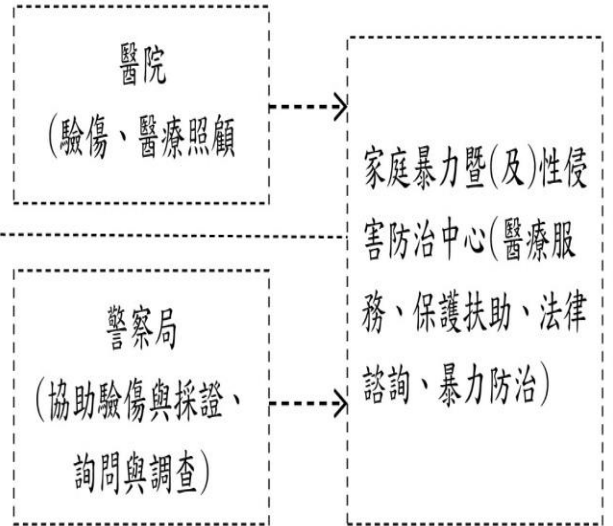 醫院
(驗傷、醫療照顧
警察局
(協助驗傷與採證、
詢問與調查)
家庭暴力暨(及)性侵
害防治中心(醫療服
務、保護扶助、法律
諮詢、暴力防治)